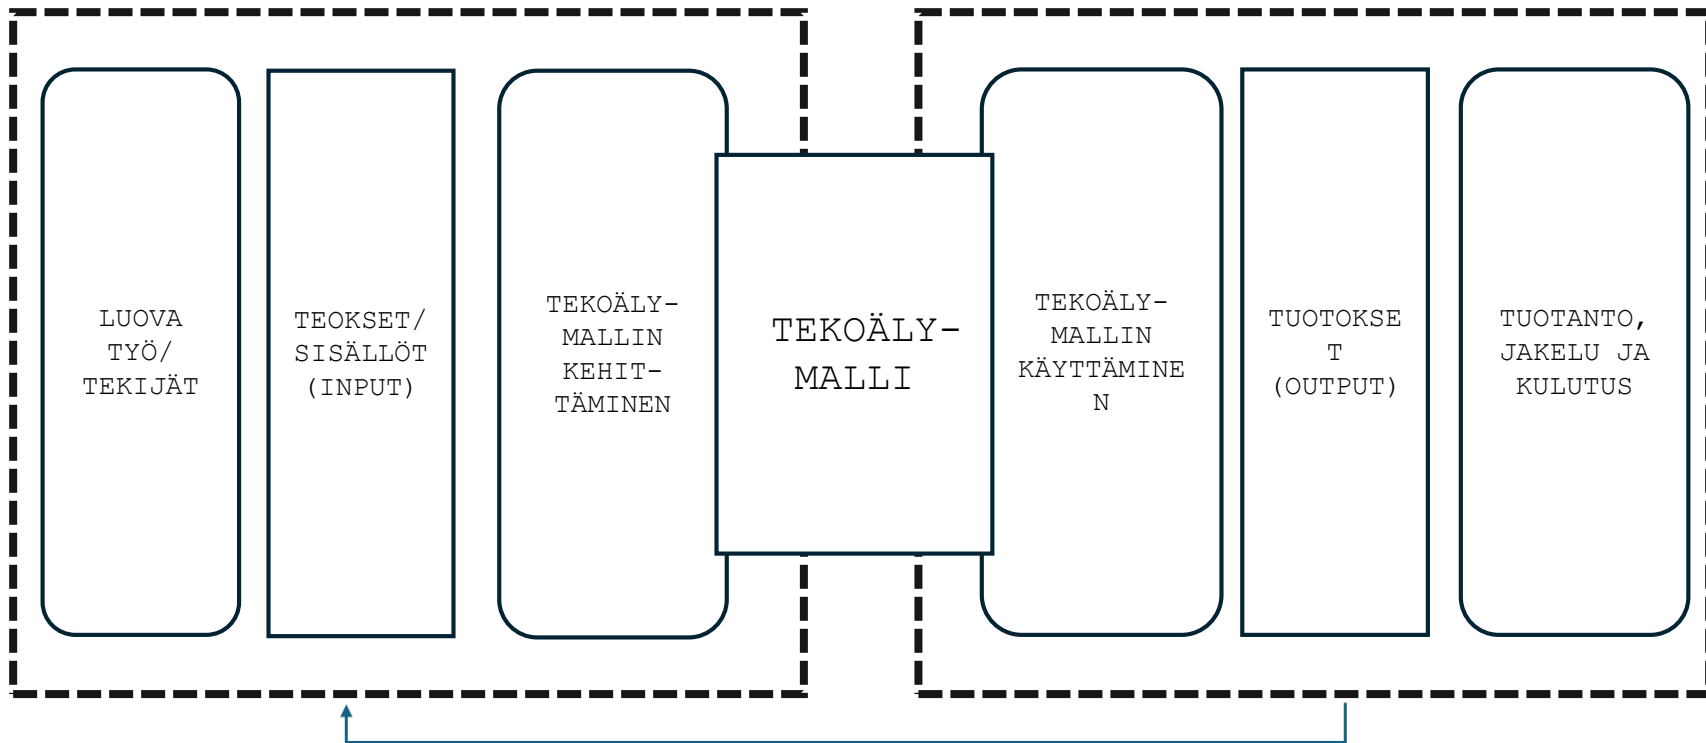 LUOVA
TYÖ/
TEKIJÄT
TEOKSET/
SISÄLLÖT
(INPUT)
TEKOÄLY-
MALLIN
KEHIT-
TÄMINEN
TEKOÄLY-
MALLI
TEKOÄLY-
MALLIN
KÄYTTÄMINE
N
TUOTOKSE
T
(OUTPUT)
TUOTANTO,
JAKELU JA
KULUTUS